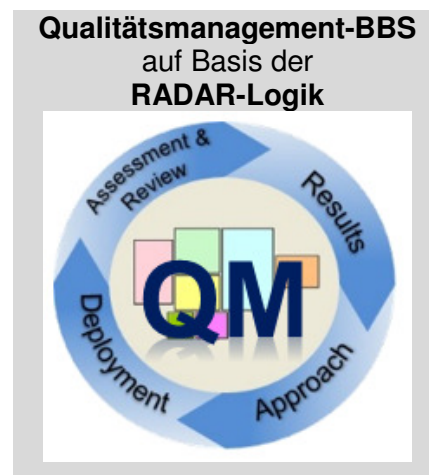 Qualitätsmanagement-BBS
auf Basis der
RADAR-Logik
Assessment &
Review
Results
QM
Deployment
Approach